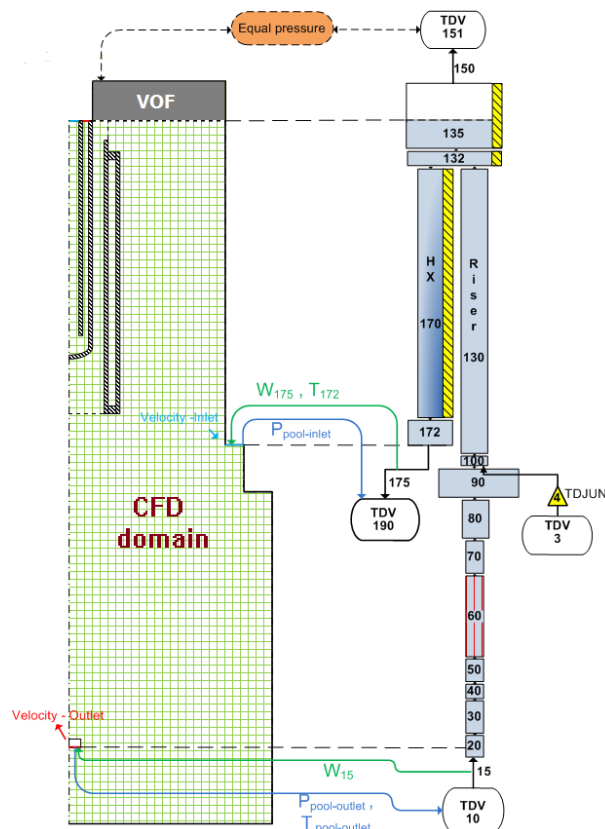 Equal pressure
TDV
151
150
VOF
135
132
H
X
170
R
i
s
e
r
130
W175 , T172
Velocity -Inlet
Ppool-inlet
172
100
175
90
4
TDJUN
TDV
190
TDV
3
CFD
domain
80
70
60
50
40
30
20
Velocity - Outlet
W15
15
Ppool-outlet ,
Tpool-outlet
TDV
10